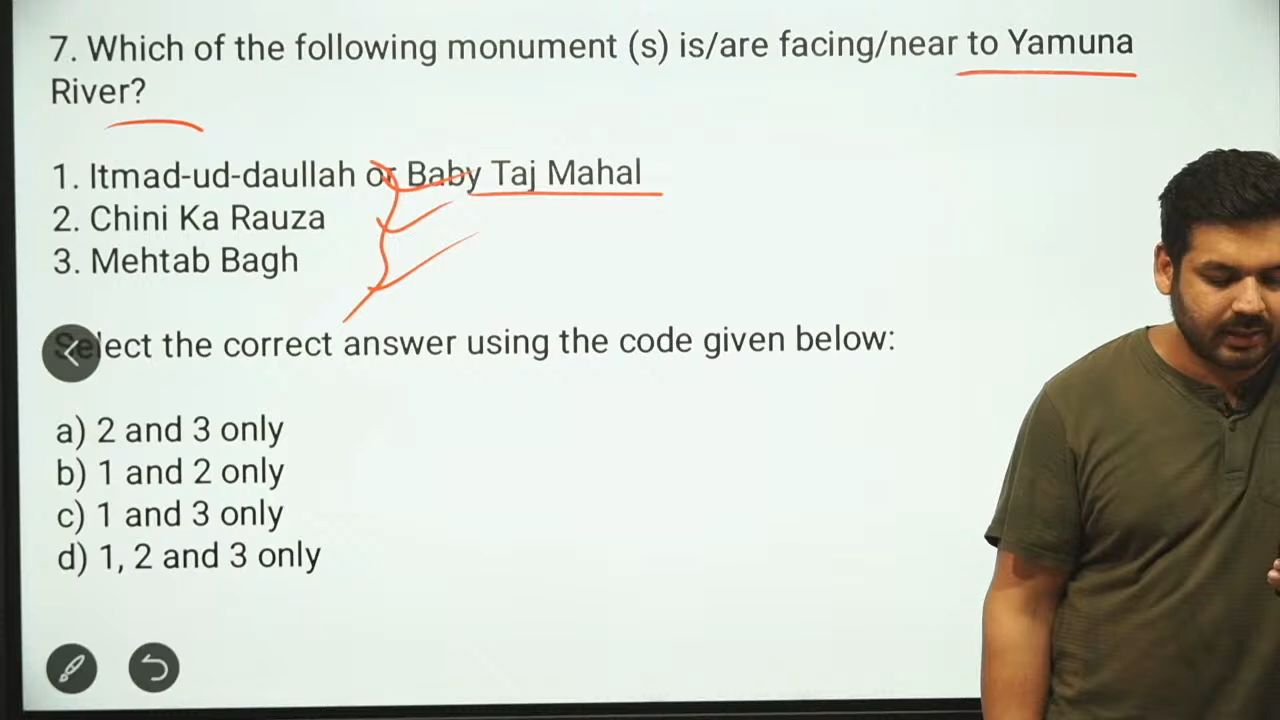 7. Which of the following monument (s) is/are facing/near to Yamuna
River?
1. Itmad-ud-daullah or Baby Taj Mahal
2. Chini Ka Rauza
3. Mehtab Bagh
Select the correct answer using the code given below:
a) 2 and 3 only
b) 1 and 2 only
c) 1 and 3 only
d) 1, 2 and 3 only